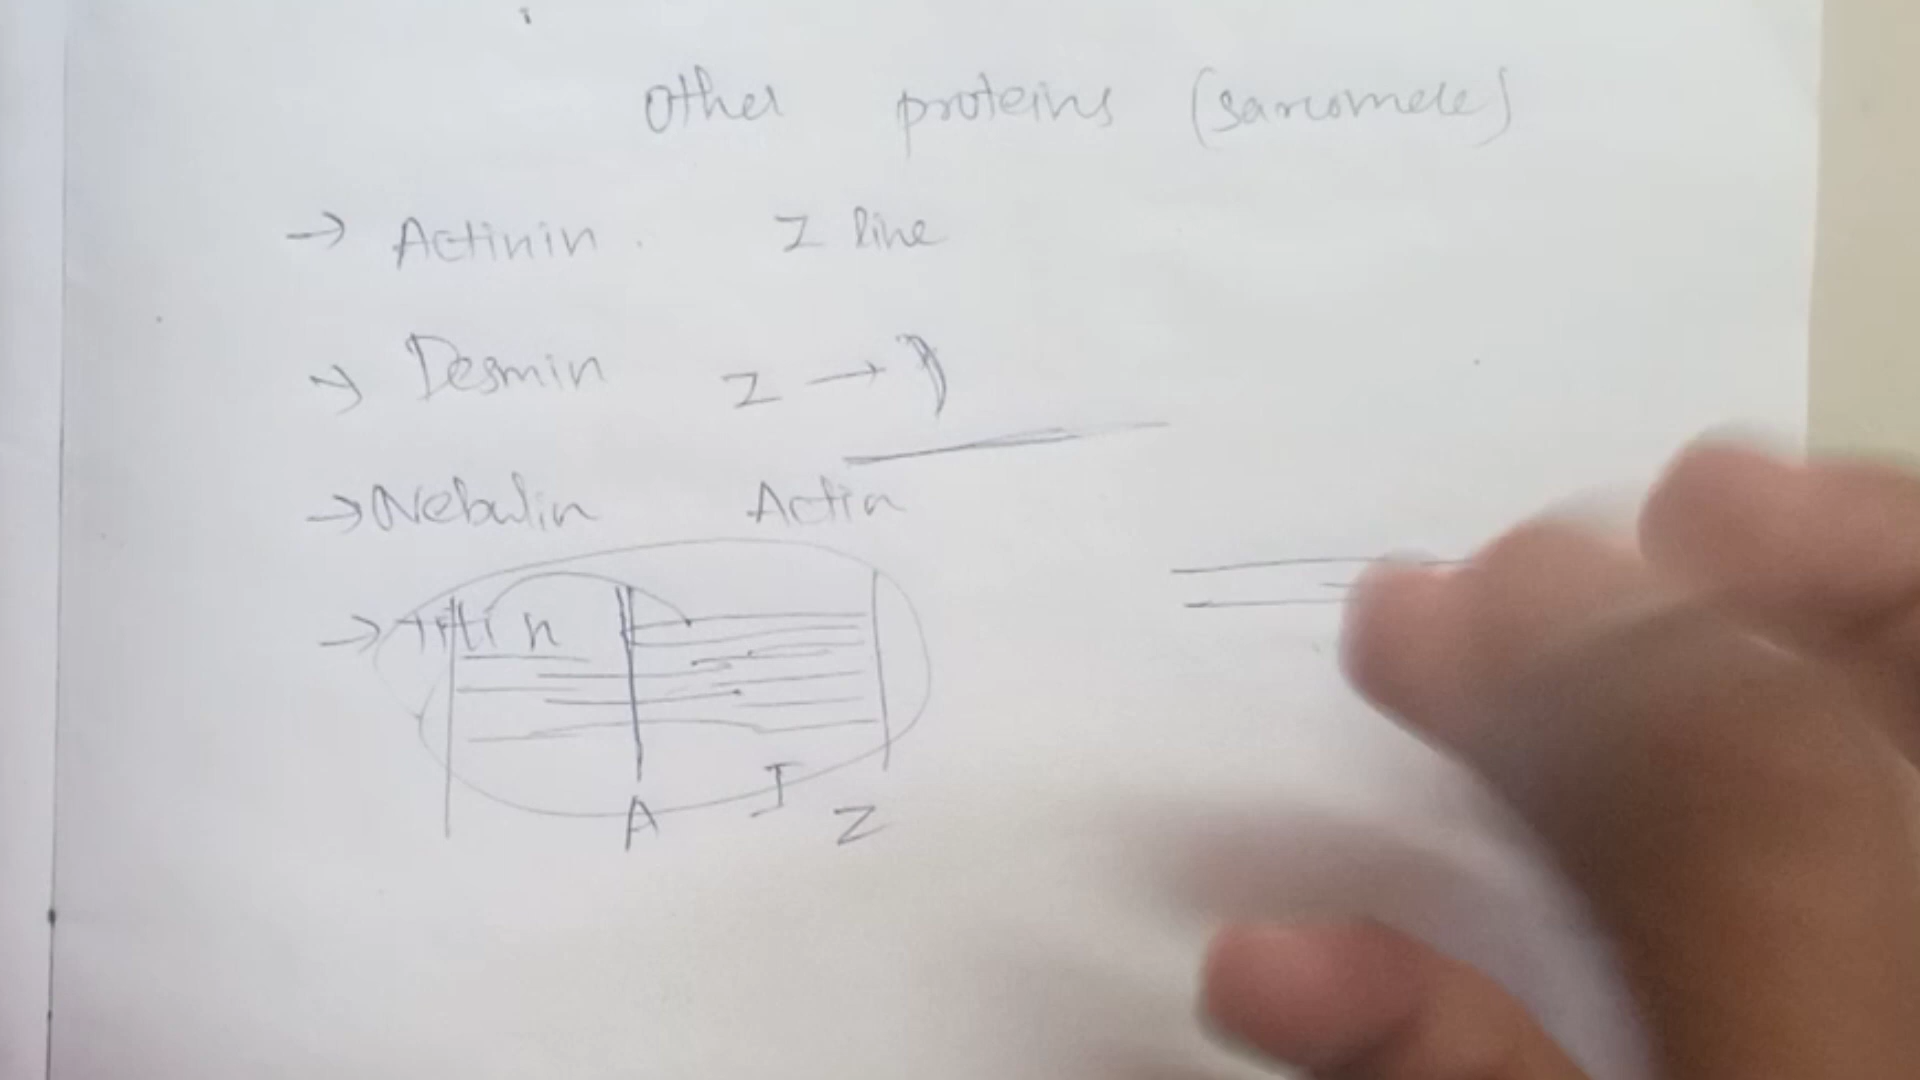 Other proteins (sarcomere)
→ Actinin. Z line
→ Desmin Z →
→ Nebulin Actin
→ Titin
A I Z